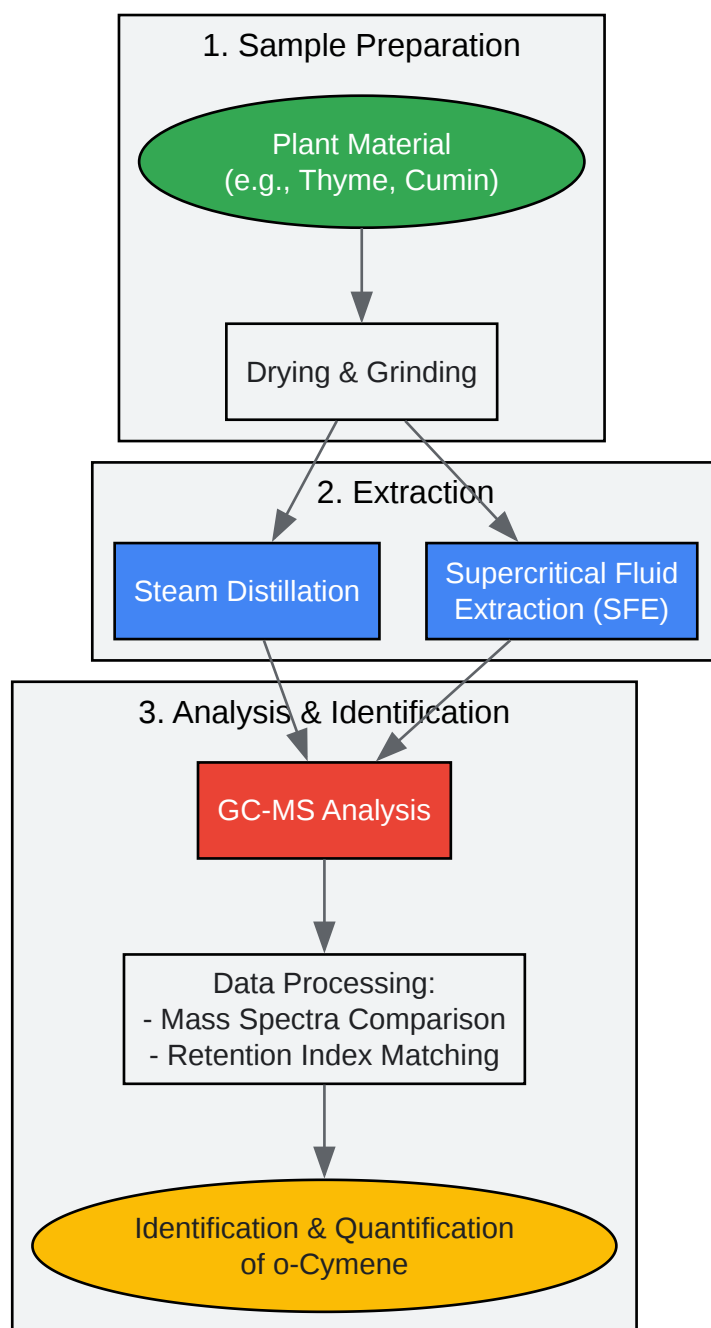 1. Sample Preparation
Plant Material
(e.g., Thyme, Cumin)
Drying & Grinding
2. Extraction
Steam Distillation
Supercritical Fluid
Extraction (SFE)
3. Analysis & Identification
GC-MS Analysis
Data Processing:
- Mass Spectra Comparison
- Retention Index Matching
Identification & Quantification
of o-Cymene